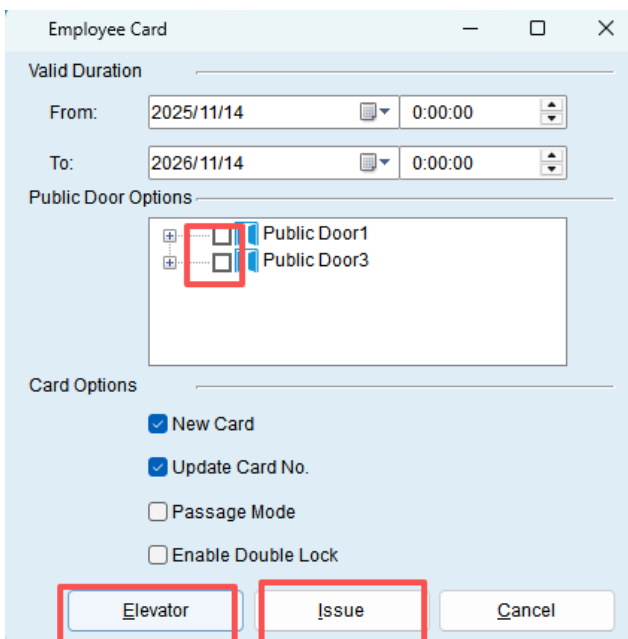 Employee Card
Valid Duration
From: 2025/11/14 0:00:00
To: 2026/11/14 0:00:00
Public Door Options
Public Door1
Public Door3
Card Options
New Card
Update Card No.
Passage Mode
Enable Double Lock
Elevator Issue Cancel